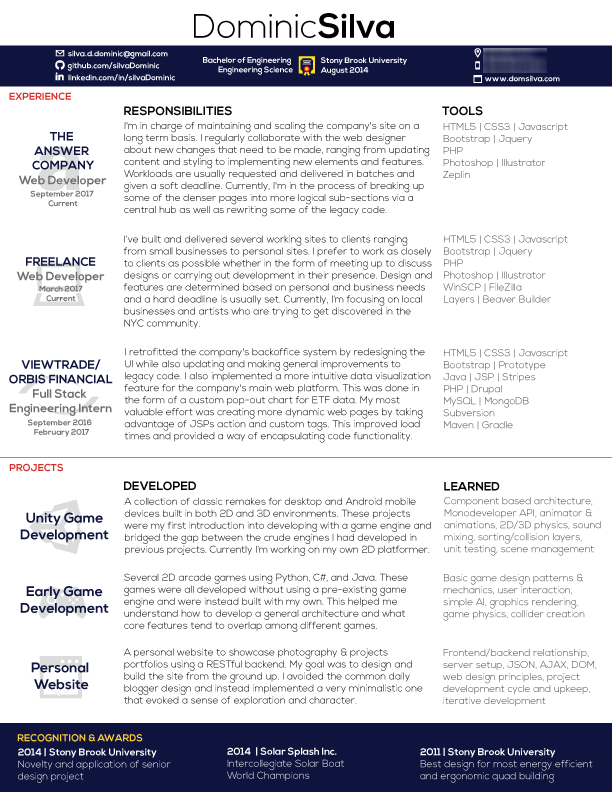 DominicSilva
silva.d.dominic@gmail.com
github.com/silvaDominic
linkedin.com/in/silvaDominic
Bachelor of Engineering
Engineering Science
Stony Brook University
August 2014
www.domsilva.com
EXPERIENCE
RESPONSIBILITIES
TOOLS
THE
ANSWER
COMPANY
Web Developer
September 2017
Current
I'm in charge of maintaining and scaling the company's site on a
long term basis. I regularly collaborate with the web designer
about new changes that need to be made, ranging from updating
content and styling to implementing new elements and features.
Workloads are usually requested and delivered in batches and
given a soft deadline. Currently, I'm in the process of breaking up
some of the denser pages into more logical sub-sections via a
central hub as well as rewriting some of the legacy code.
HTML5 | CSS3 | Javascript
Bootstrap | Jquery
PHP
Photoshop | Illustrator
Zeplin
FREELANCE
Web Developer
March 2017
Current
I've built and delivered several working sites to clients ranging
from small businesses to personal sites. I prefer to work as closely
to clients as possible whether in the form of meeting up to discuss
designs or carrying out development in their presence. Design and
features are determined based on personal and business needs
and a hard deadline is usually set. Currently, I'm focusing on local
businesses and artists who are trying to get discovered in the
NYC community.
HTML5 | CSS3 | Javascript
Bootstrap | Jquery
PHP
Photoshop | Illustrator
WinSCP | FileZilla
Layers | Beaver Builder
VIEWTRADE/
ORBIS FINANCIAL
Full Stack
Engineering Intern
September 2016
February 2017
I retrofitted the company's backoffice system by redesigning the
UI while also updating and making general improvements to
legacy code. I also implemented a more intuitive data visualization
feature for the company's main web platform. This was done in
the form of a custom pop-out chart for ETF data. My most
valuable effort was creating more dynamic web pages by taking
advantage of JSPs action and custom tags. This improved load
times and provided a way of encapsulating code functionality.
HTML5 | CSS3 | Javascript
Bootstrap | Prototype
Java | JSP | Stripes
PHP | Drupal
MySQL | MongoDB
Subversion
Maven | Gradle
PROJECTS
DEVELOPED
LEARNED
Unity Game
Development
A collection of classic remakes for desktop and Android mobile
devices built in both 2D and 3D environments. These projects
were my first introduction into developing with a game engine and
bridged the gap between the crude engines I had developed in
previous projects. Currently I'm working on my own 2D platformer.
Component based architecture,
Monodeveloper API, animator &
animations, 2D/3D physics, sound
mixing, sorting/collision layers,
unit testing, scene management
Early Game
Development
Several 2D arcade games using Python, C#, and Java. These
games were all developed without using a pre-existing game
engine and were instead built with my own. This helped me
understand how to develop a general architecture and what
core features tend to overlap among different games.
Basic game design patterns &
mechanics, user interaction,
simple AI, graphics rendering,
game physics, collider creation
Personal
Website
A personal website to showcase photography & projects
portfolios using a RESTful backend. My goal was to design and
build the site from the ground up. I avoided the common daily
blogger design and instead implemented a very minimalistic one
that evoked a sense of exploration and character.
Frontend/backend relationship,
server setup, JSON, AJAX, DOM,
web design principles, project
development cycle and upkeep,
iterative development
RECOGNITION & AWARDS
2014 | Stony Brook University
Novelty and application of senior
design project
2014 | Solar Splash Inc.
Intercollegiate Solar Boat
World Champions
2011 | Stony Brook University
Best design for most energy efficient
and ergonomic quad building